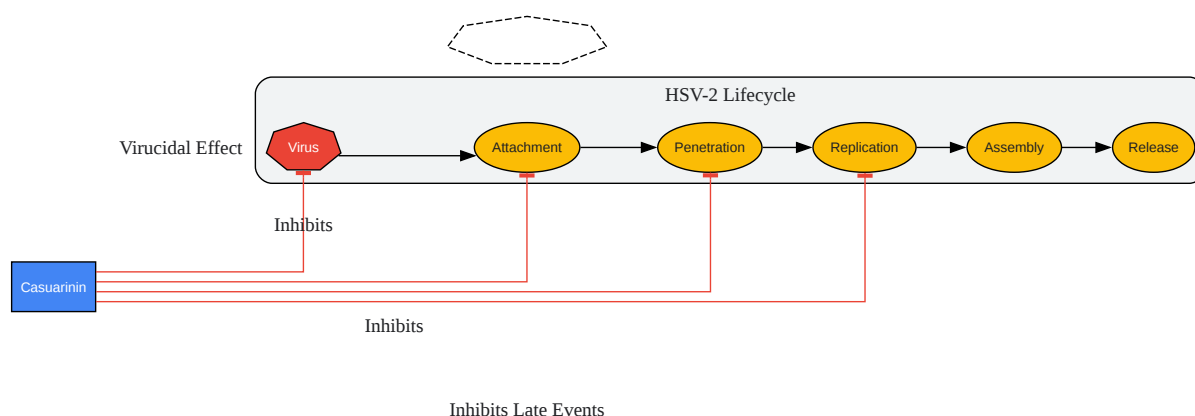 HSV-2 Lifecycle
Virucidal Effect
Virus
Attachment
Penetration
Replication
Assembly
Release
Inhibits
Casuarinin
Inhibits
Inhibits Late Events